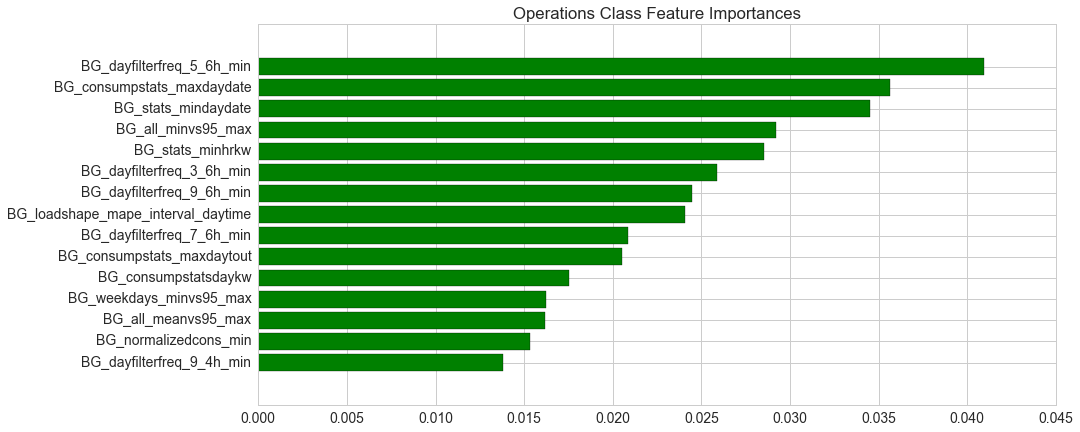 Operations Class Feature Importances
BG_dayfilterfreq_5_6h_min
BG_consumpstats_maxdaydate
BG_stats_mindaydate
BG_all_minvs95_max
BG_stats_minhrkw
BG_dayfilterfreq_3_6h_min
BG_dayfilterfreq_9_6h_min
BG_loadshape_mape_interval_daytime
BG_dayfilterfreq_7_6h_min
BG_consumpstats_maxdaytout
BG_consumpstatsdaykw
BG_weekdays_minvs95_max
BG_all_meanvs95_max
BG_normalizedcons_min
BG_dayfilterfreq_9_4h_min
0.000 0.005 0.010 0.015 0.020 0.025 0.030 0.035 0.040 0.045